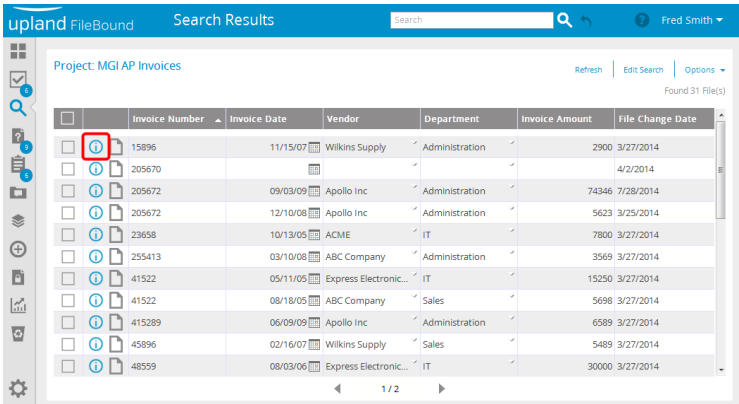 upland FileBound Search Results Search ? Fred Smith
Project: MGI AP Invoices Refresh Edit Search Options
Found 31 File(s)
Invoice Number Invoice Date Vendor Department Invoice Amount File Change Date
15896 11/15/07 Wilkins Supply Administration 2900 3/27/2014
205670 4/2/2014
205672 09/03/09 Apollo Inc Administration 74346 7/28/2014
205672 12/10/08 Apollo Inc Administration 5623 3/25/2014
23658 10/13/05 ACME IT 7800 3/27/2014
255413 03/10/08 ABC Company Administration 3569 3/27/2014
41522 05/11/05 Express Electronic... IT 15250 3/27/2014
41522 08/18/05 ABC Company Sales 5698 3/27/2014
415289 06/09/09 Apollo Inc Administration 6589 3/27/2014
45896 02/16/07 Wilkins Supply Sales 5489 3/27/2014
48559 08/03/06 Express Electronic... IT 30000 3/27/2014
1 / 2
6
9
6